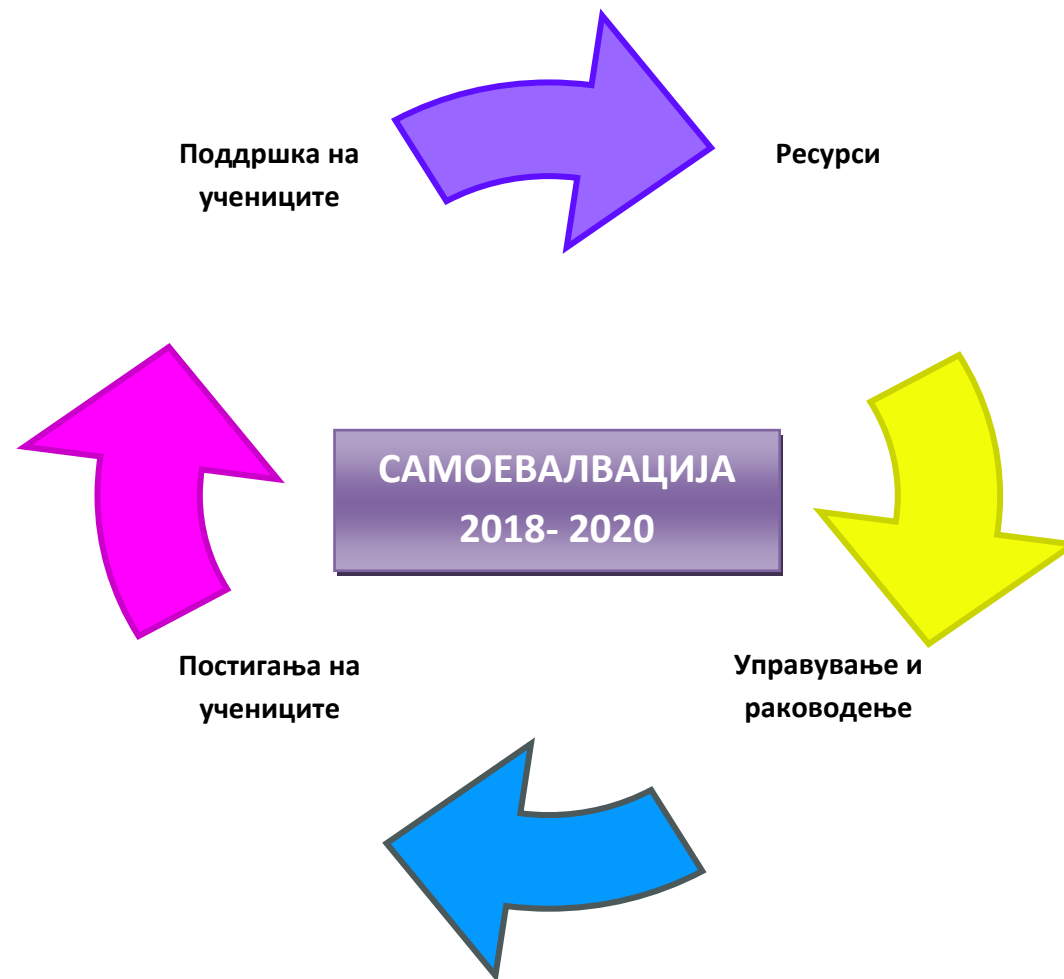 Поддршка на
учениците
Ресурси
САМОЕВАЛВАЦИЈА
2018- 2020
Постигања на
учениците
Управување и
раководење